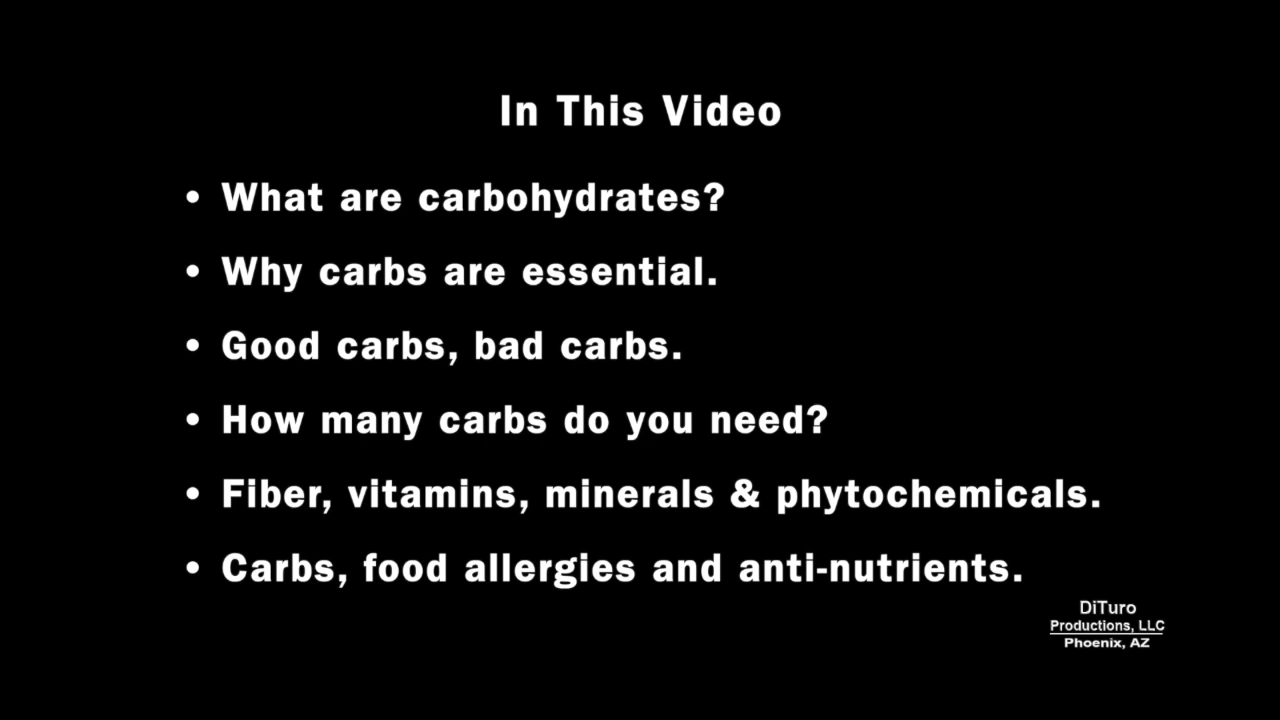 In This Video
• What are carbohydrates?
• Why carbs are essential.
• Good carbs, bad carbs.
• How many carbs do you need?
• Fiber, vitamins, minerals & phytochemicals.
• Carbs, food allergies and anti-nutrients.
DiTuro
Productions, LLC
Phoenix, AZ